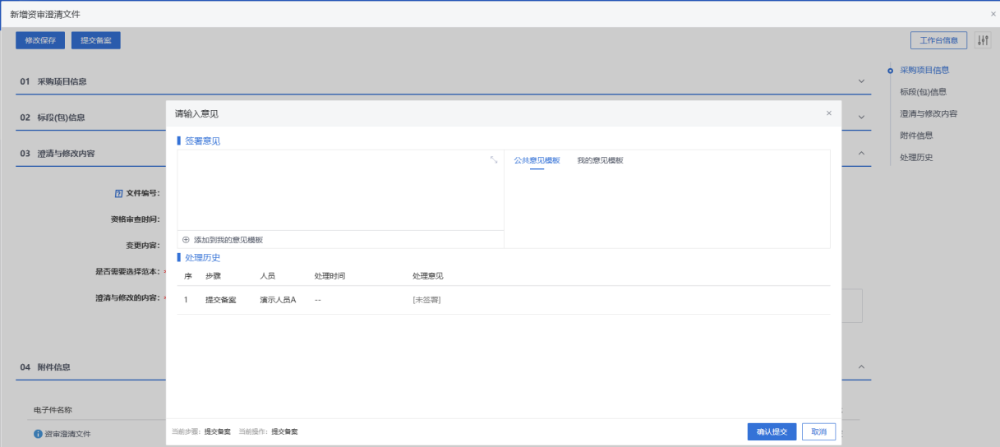 新增资审澄清文件
修改保存 提交备案 工作台信息
01 采购项目信息
02 标段(包)信息
03 澄清与修改内容
文件编号：
资格审查时间：
变更内容：
是否需要选择范本：
澄清与修改的内容：
04 附件信息
电子件名称
资审澄清文件
采购项目信息
标段(包)信息
澄清与修改内容
附件信息
处理历史
请输入意见
签署意见
公共意见模板 我的意见模板
添加到我的意见模板
处理历史
序 步骤 人员 处理时间 处理意见
1 提交备案 演示人员A -- [未签署]
当前步骤：提交备案 当前操作：提交备案
确认提交 取消